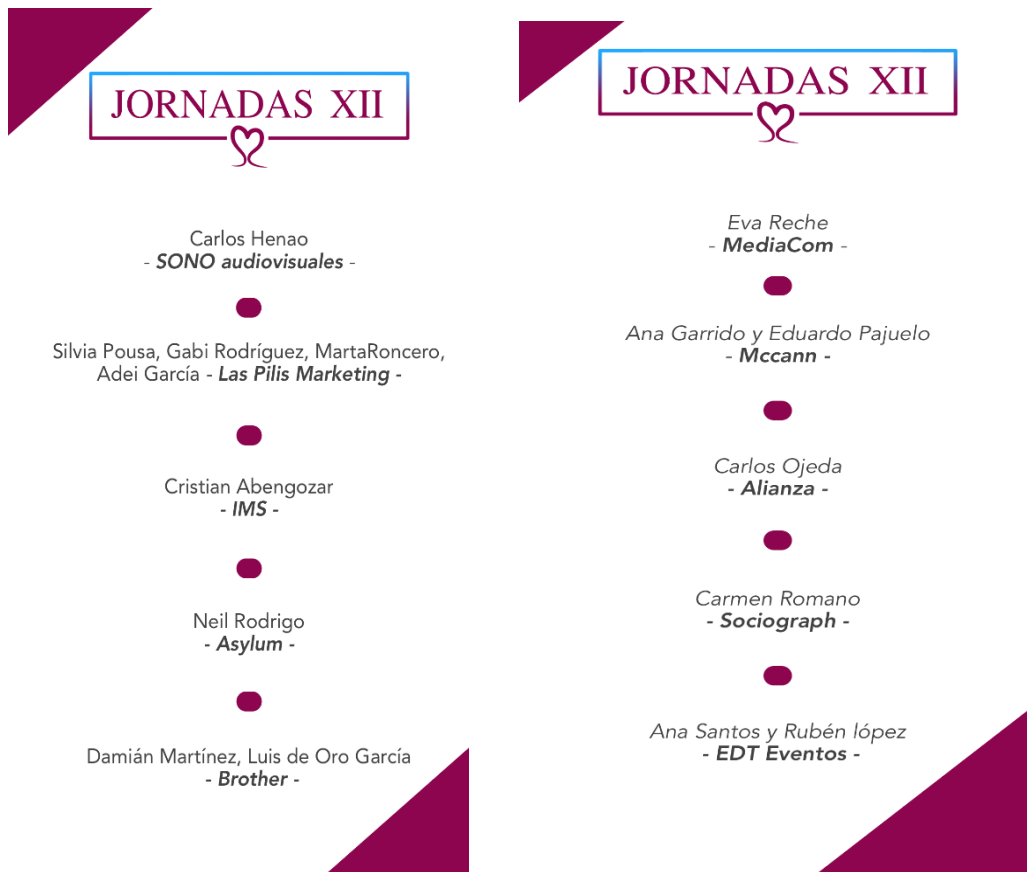 JORNADAS XII
Carlos Henao
- SONO audiovisuales -
Silvia Pousa, Gabi Rodríguez, MartaRoncero,
Adei García - Las Pilis Marketing -
Cristian Abengozar
- IMS -
Neil Rodrigo
- Asylum -
Damián Martínez, Luis de Oro García
- Brother -
JORNADAS XII
Eva Reche
- MediaCom -
Ana Garrido y Eduardo Pajuelo
- Mccann -
Carlos Ojeda
- Alianza -
Carmen Romano
- Sociograph -
Ana Santos y Rubén lópez
- EDT Eventos -